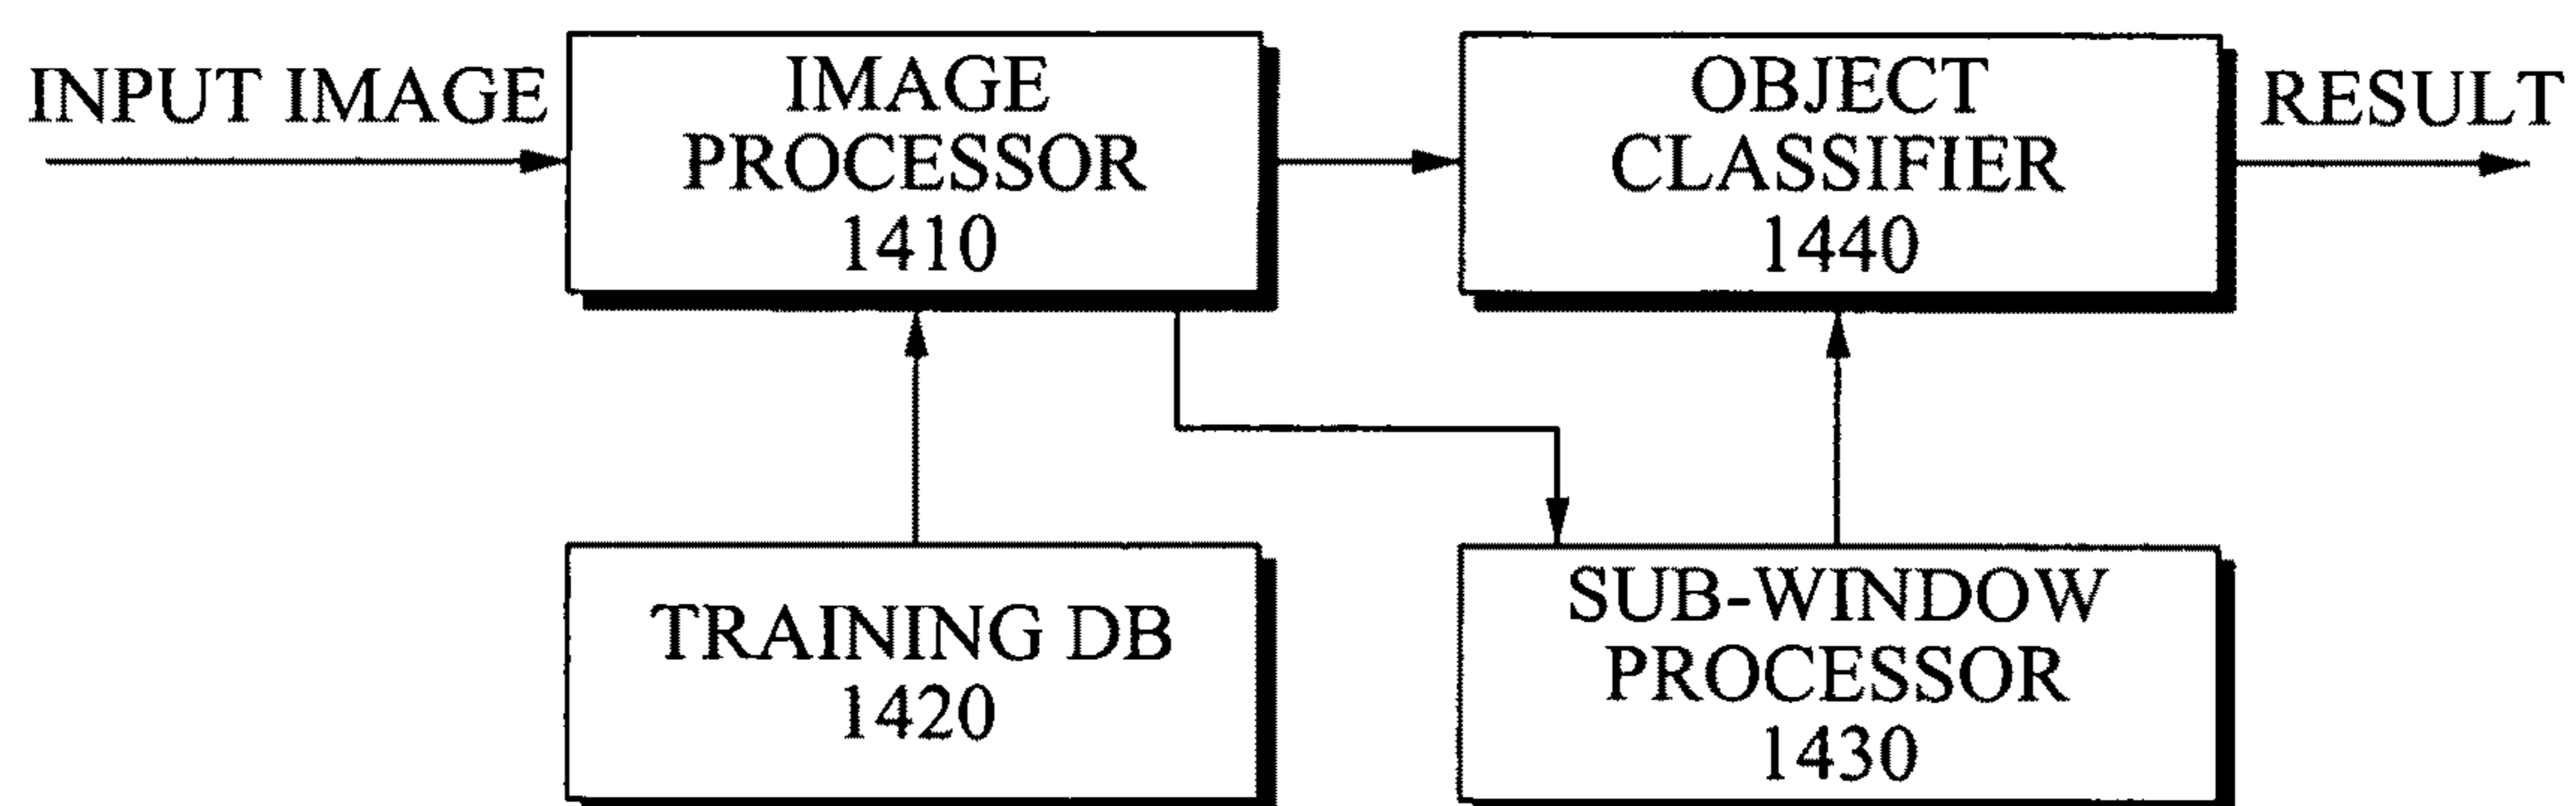 INPUT IMAGE
IMAGE
PROCESSOR
1410
OBJECT
CLASSIFIER
1440
RESULT
TRAINING DB
1420
SUB-WINDOW
PROCESSOR
1430